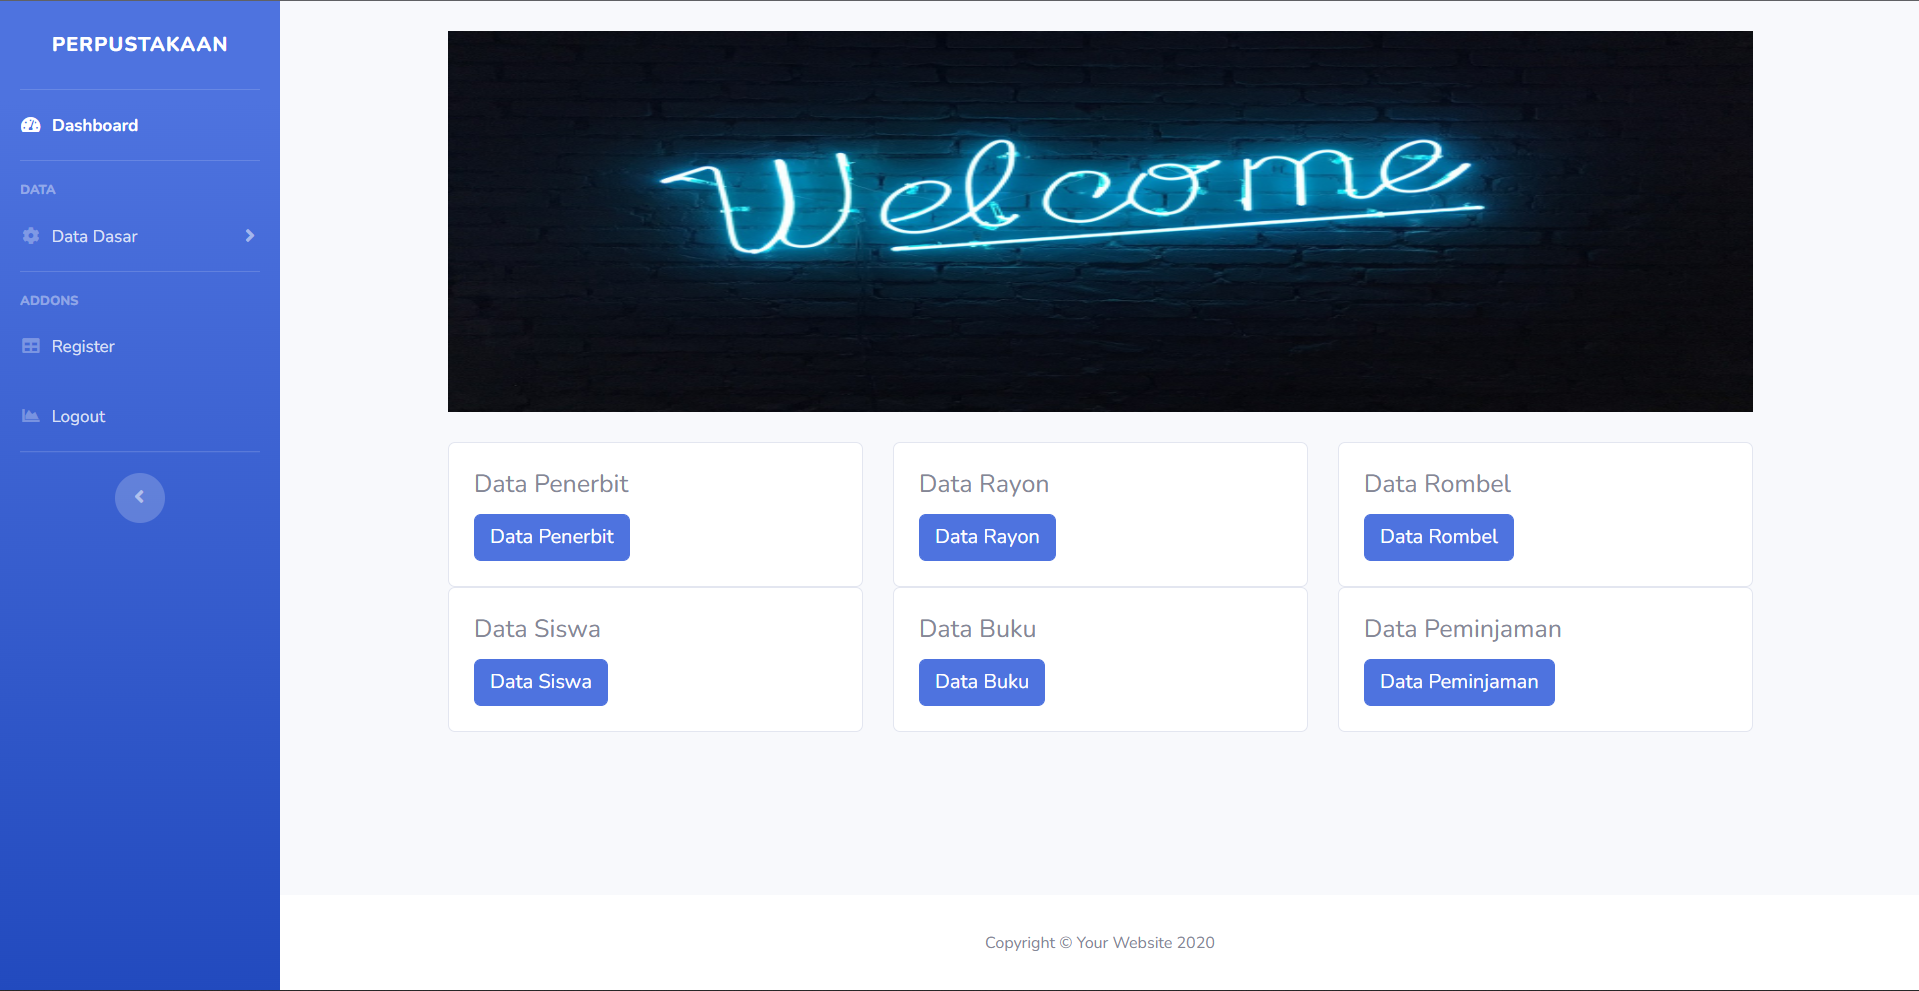 PERPUSTAKAAN
Dashboard
DATA
Data Dasar
ADDONS
Register
Logout
Welcome
Data Penerbit
Data Penerbit
Data Rayon
Data Rayon
Data Rombel
Data Rombel
Data Siswa
Data Siswa
Data Buku
Data Buku
Data Peminjaman
Data Peminjaman
Copyright © Your Website 2020